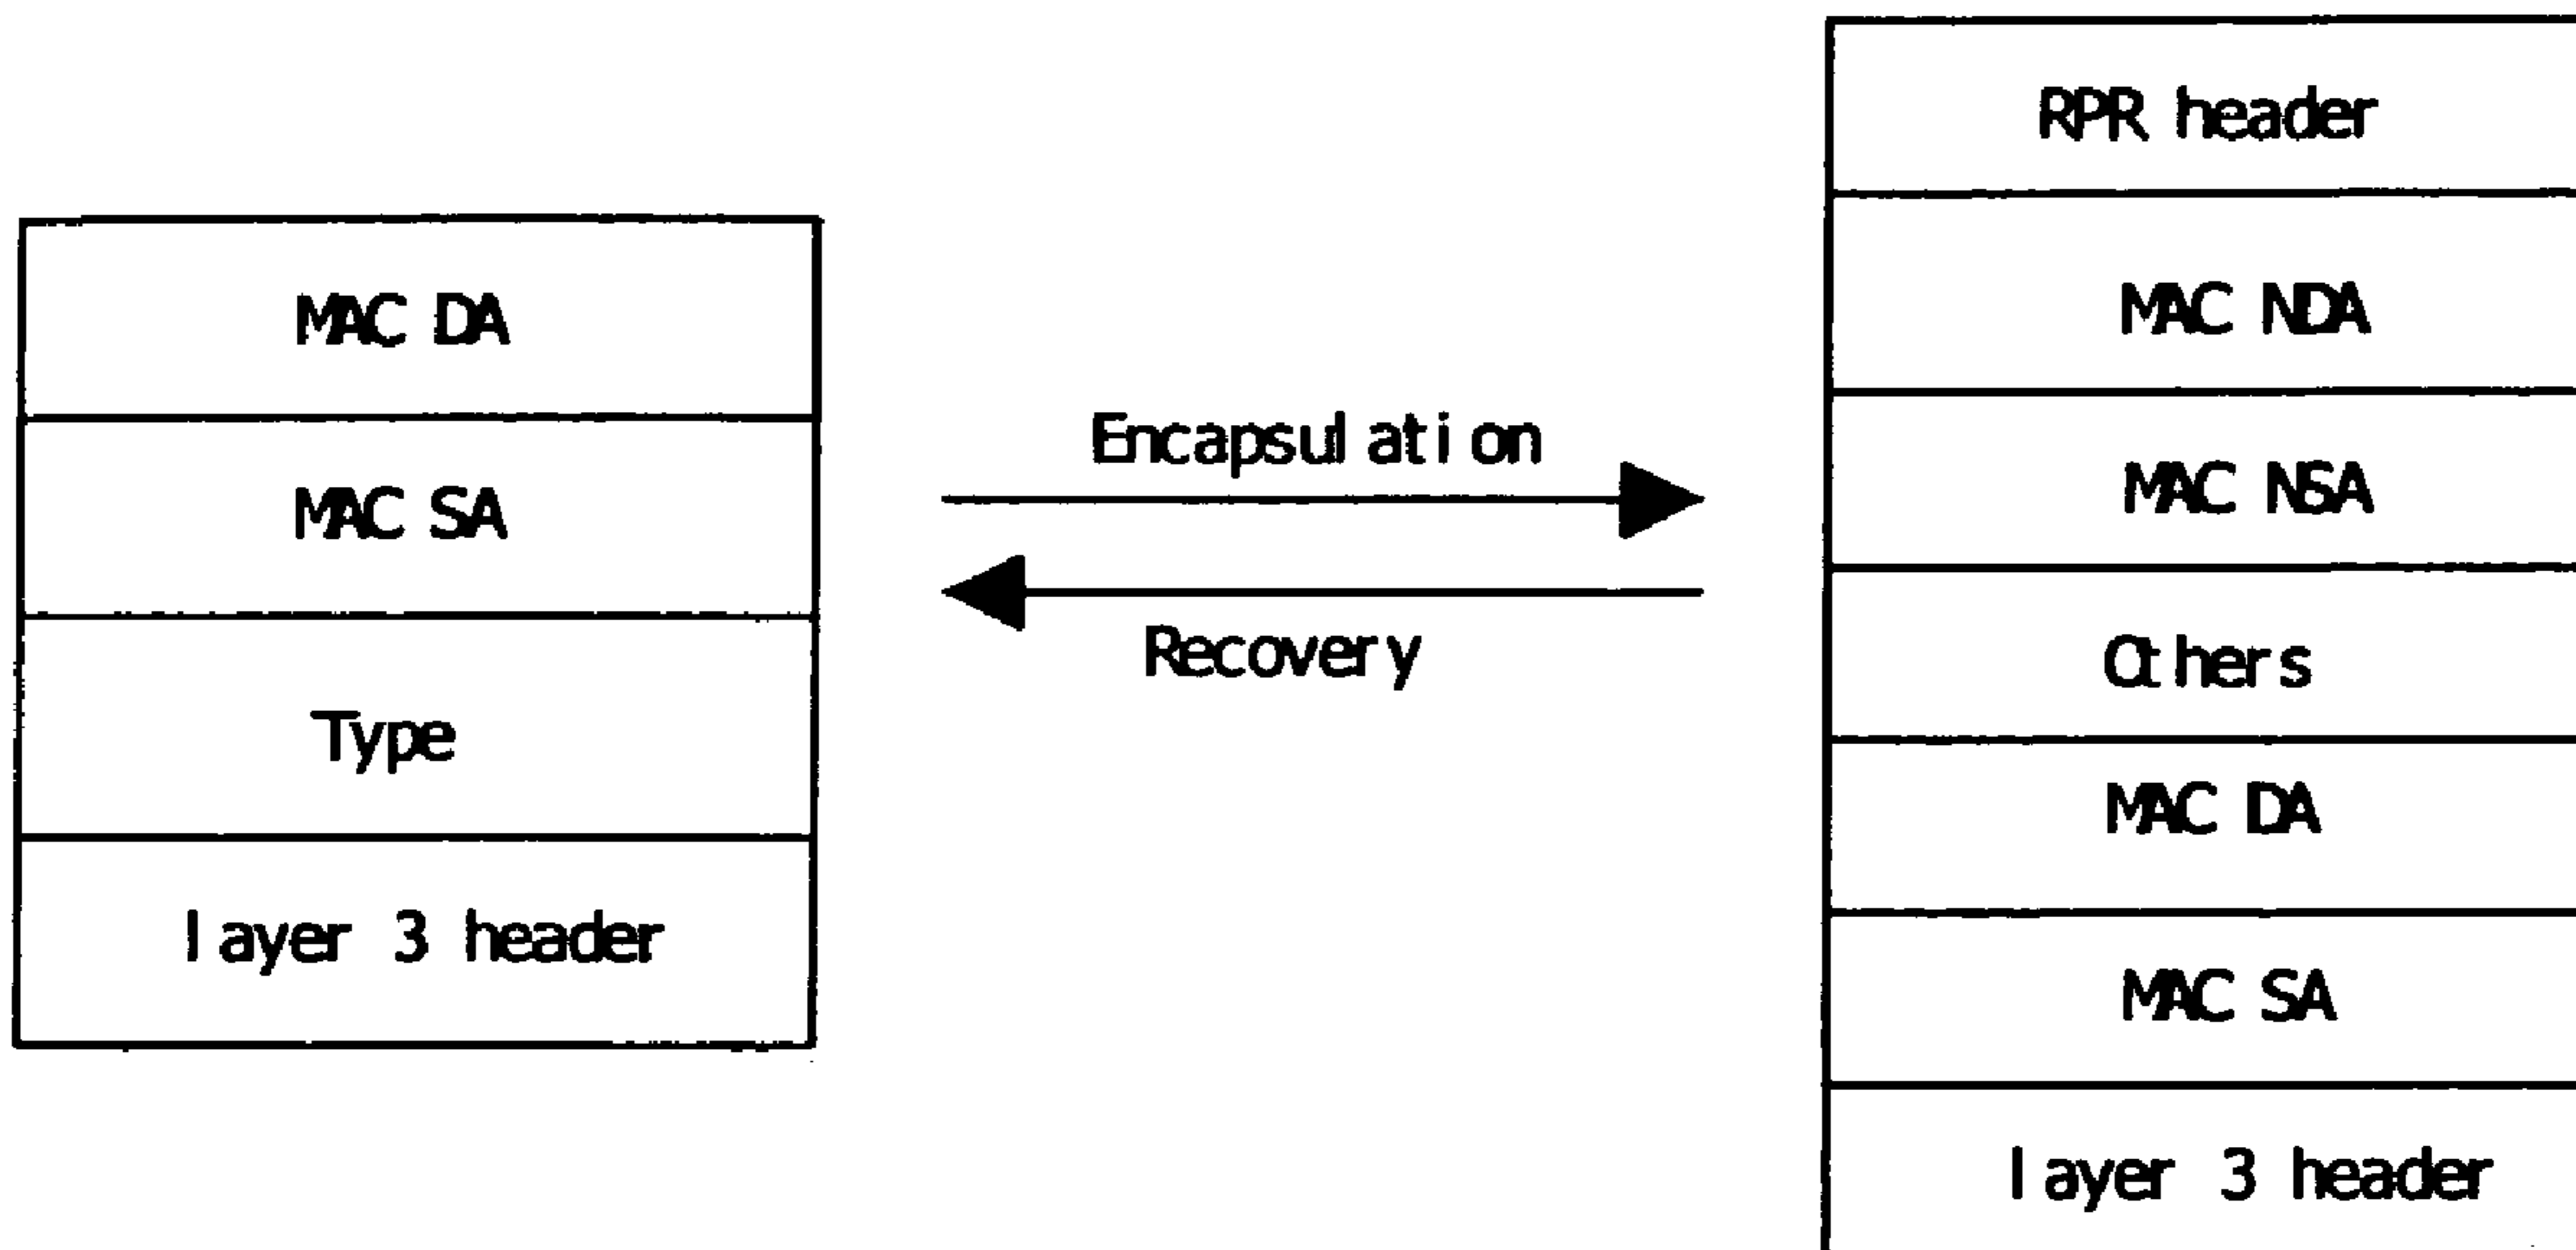 MAC DA
MAC SA
Type
layer 3 header
Encapsulation
Recovery
RPR header
MAC NDA
MAC NSA
Others
MAC DA
MAC SA
layer 3 header